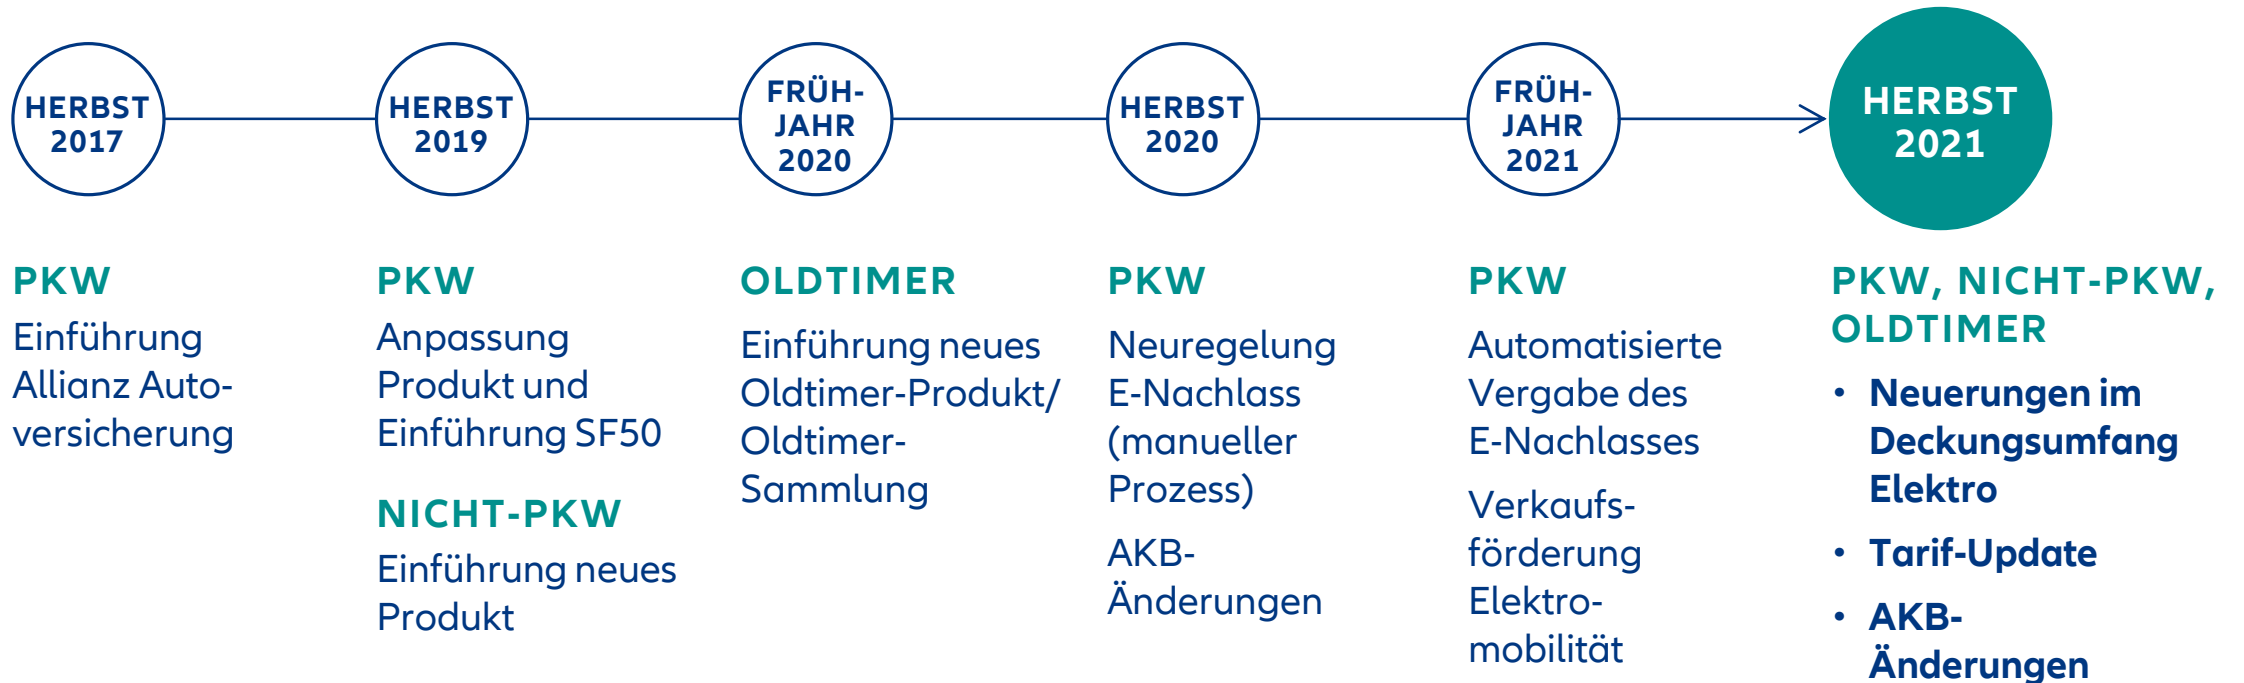 HERBST
2017
HERBST
2019
FRÜH-
JAHR
2020
HERBST
2020
FRÜH-
JAHR
2021
HERBST
2021
PKW
Einführung
Allianz Auto-
versicherung
PKW
Anpassung
Produkt und
Einführung SF50
NICHT-PKW
Einführung neues
Produkt
OLDTIMER
Einführung neues
Oldtimer-Produkt/
Oldtimer-
Sammlung
PKW
Neuregelung
E-Nachlass
(manueller
Prozess)
AKB-
Änderungen
PKW
Automatisierte
Vergabe des
E-Nachlasses
Verkaufs-
förderung
Elektro-
mobilität
PKW, NICHT-PKW,
OLDTIMER
• Neuerungen im
Deckungsumfang
Elektro
• Tarif-Update
• AKB-
Änderungen